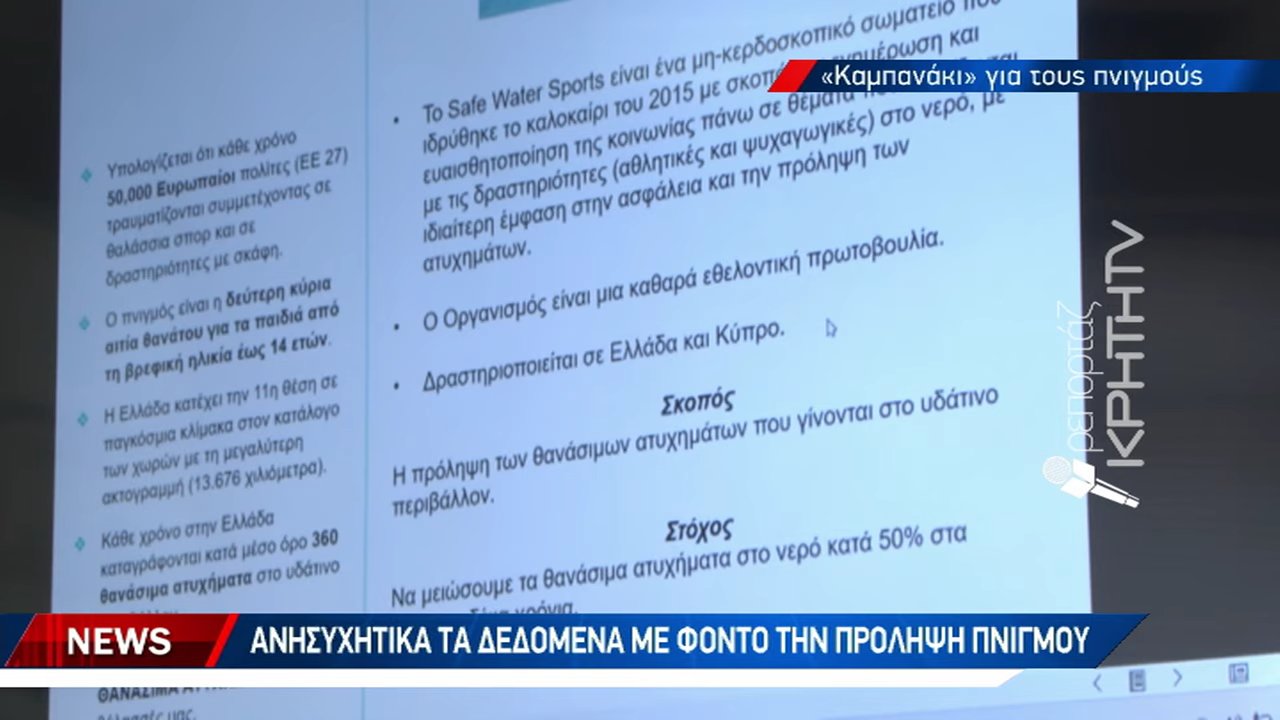 «Καμπανάκι» για τους πνιγμούς
Υπολογίζεται ότι κάθε χρόνο
50,000 Ευρωπαίοι πολίτες (ΕΕ 27)
τραυματίζονται συμμετέχοντας σε
θαλάσσια σπορ και σε
δραστηριότητες με σκάφη.
Ο πνιγμός είναι η δεύτερη κύρια
αιτία θανάτου για τα παιδιά από
τη βρεφική ηλικία έως 14 ετών.
Η Ελλάδα κατέχει την 11η θέση σε
παγκόσμια κλίμακα στον κατάλογο
των χωρών με τη μεγαλύτερη
ακτογραμμή (13.676 χιλιόμετρα).
Κάθε χρόνο στην Ελλάδα
καταγράφονται κατά μέσο όρο 360
θανάσιμα ατυχήματα στο υδάτινο
ΘΑΝΑΣΙΜΑ
Το Safe Water Sports είναι ένα μη-κερδοσκοπικό σωματείο που
ιδρύθηκε το καλοκαίρι του 2015 με σκοπό ενημέρωση και
ευαισθητοποίηση της κοινωνίας πάνω σε θέματα
με τις δραστηριότητες (αθλητικές και ψυχαγωγικές) στο νερό, με
ιδιαίτερη έμφαση στην ασφάλεια και την πρόληψη των
ατυχημάτων.
Ο Οργανισμός είναι μια καθαρά εθελοντική πρωτοβουλία.
Δραστηριοποιείται σε Ελλάδα και Κύπρο.
Σκοπός
Η πρόληψη των θανάσιμων ατυχημάτων που γίνονται στο υδάτινο
περιβάλλον.
Στόχος
Να μειώσουμε τα θανάσιμα ατυχήματα στο νερό κατά 50% στα
χρόνια.
ρεπορτάζ
ΚΡΗΤΗTV
NEWS ΑΝΗΣΥΧΗΤΙΚΑ ΤΑ ΔΕΔΟΜΕΝΑ ΜΕ ΦΟΝΤΟ ΤΗΝ ΠΡΟΛΗΨΗ ΠΝΙΓΜΟΥ